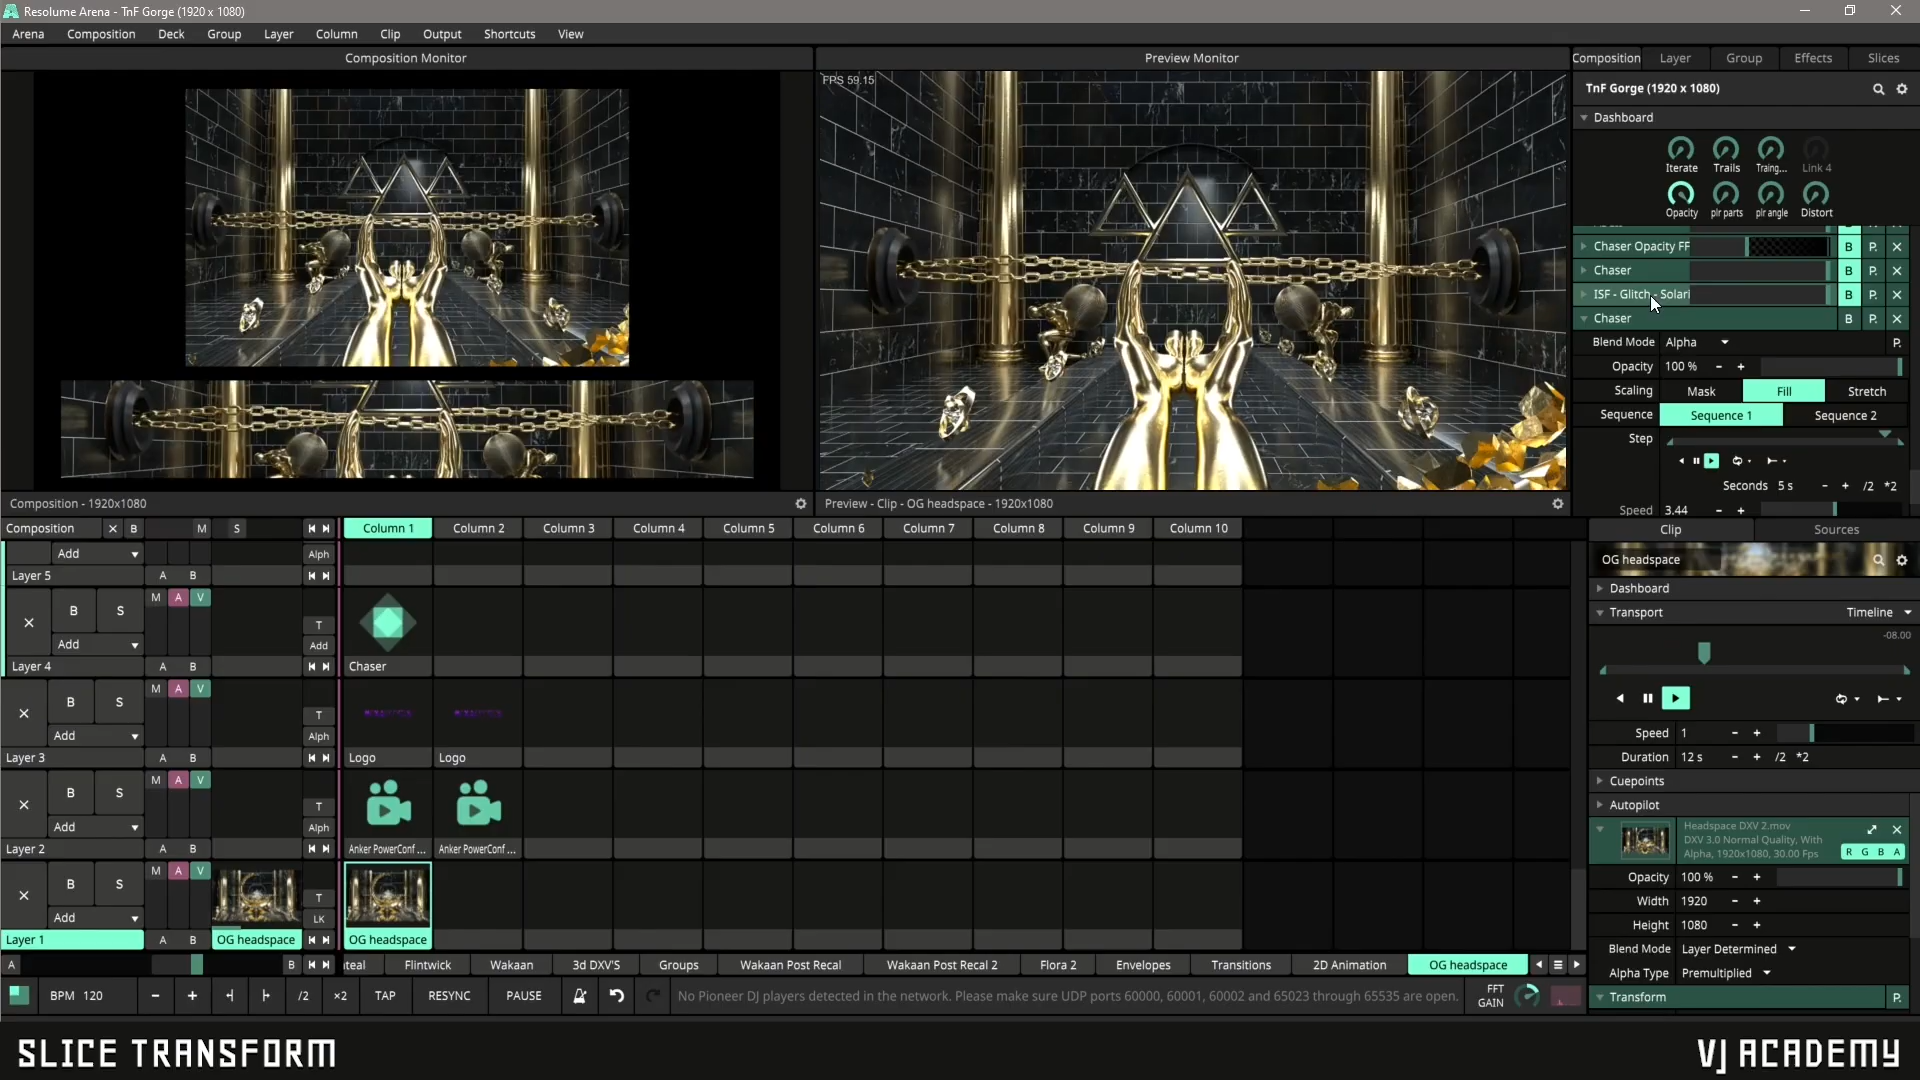 Resolume Arena - TnF Gorge (1920 x 1080)
Arena Composition Deck Group Layer Column Clip Output Shortcuts View
Composition Monitor
Preview Monitor
Composition Layer Group Effects Slices
FPS 59.15
TnF Gorge (1920 x 1080)
Dashboard
Iterate Trails Traing... Link 4
Opacity plr parts plr angle Distort
Chaser Opacity FF B P. X
Chaser B P. X
ISF - Glitch - Solari B P. X
Chaser B P. X
Blend Mode Alpha P.
Opacity 100 % - +
Scaling Mask Fill Stretch
Sequence Sequence 1 Sequence 2
Step
Seconds 5 s - + /2 *2
Speed 3.44 - +
Composition - 1920x1080
Preview - Clip - OG headspace - 1920x1080
Composition X B M S
Column 1 Column 2 Column 3 Column 4 Column 5 Column 6 Column 7 Column 8 Column 9 Column 10
Add Alph
Layer 5 A B
M A V
B S
T
Add Add
Layer 4 A B
Chaser
M A V
B S
T
Add Alph
Layer 3 A B
Logo Logo
M A V
B S
T
Add Alph
Layer 2 A B
Anker PowerConf ... Anker PowerConf ...
M A V
B S
T
Add LK
Layer 1 A B OG headspace OG headspace
A B
teal Flintwick Wakaan 3d DXV'S Groups Wakaan Post Recal Wakaan Post Recal 2 Flora 2 Envelopes Transitions 2D Animation OG headspace
BPM 120 - + /2 ×2 TAP RESYNC PAUSE
No Pioneer DJ players detected in the network. Please make sure UDP ports 60000, 60001, 60002 and 65023 through 65535 are open.
FFT
GAIN
Clip Sources
OG headspace
Dashboard
Transport Timeline
-08.00
Speed 1 - +
Duration 12 s - + /2 *2
Cuepoints
Autopilot
Headspace DXV 2.mov
DXV 3.0 Normal Quality, With
Alpha, 1920x1080, 30.00 Fps
R G B A
Opacity 100 % - +
Width 1920 - +
Height 1080 - +
Blend Mode Layer Determined
Alpha Type Premultiplied
Transform P.
SLICE TRANSFORM
VJ ACADEMY